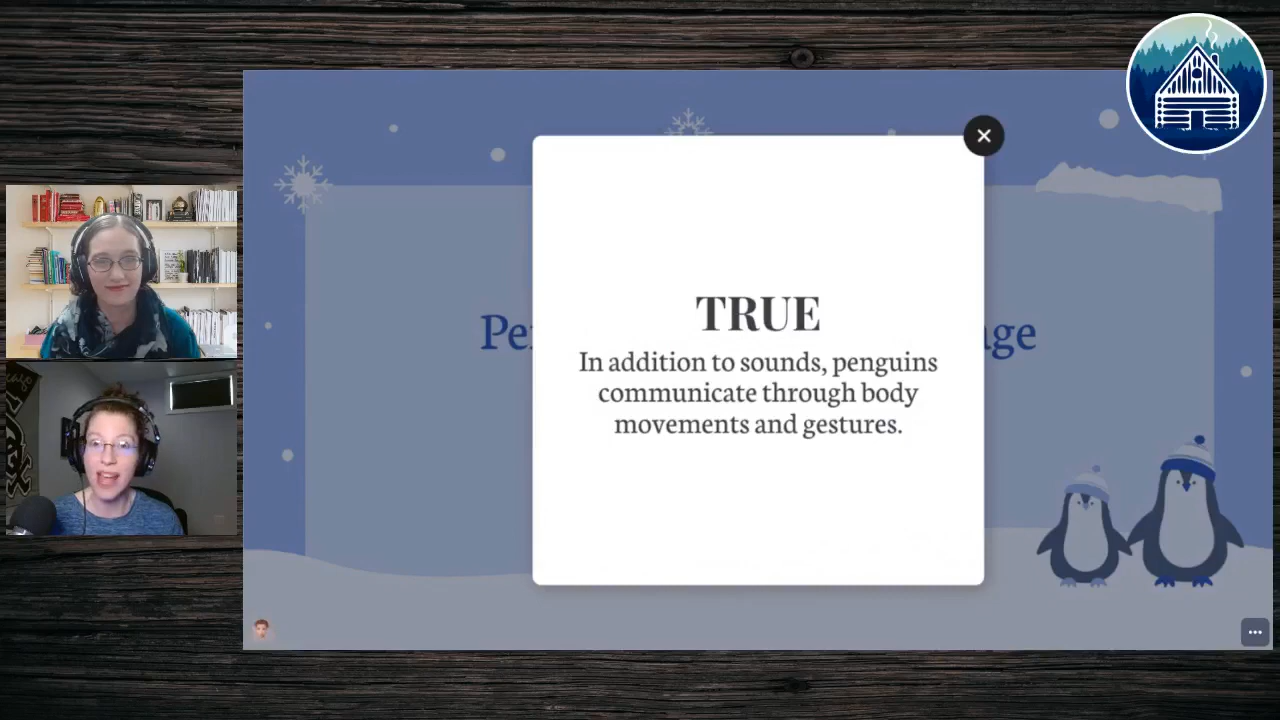 TRUE
In addition to sounds, penguins
communicate through body
movements and gestures.